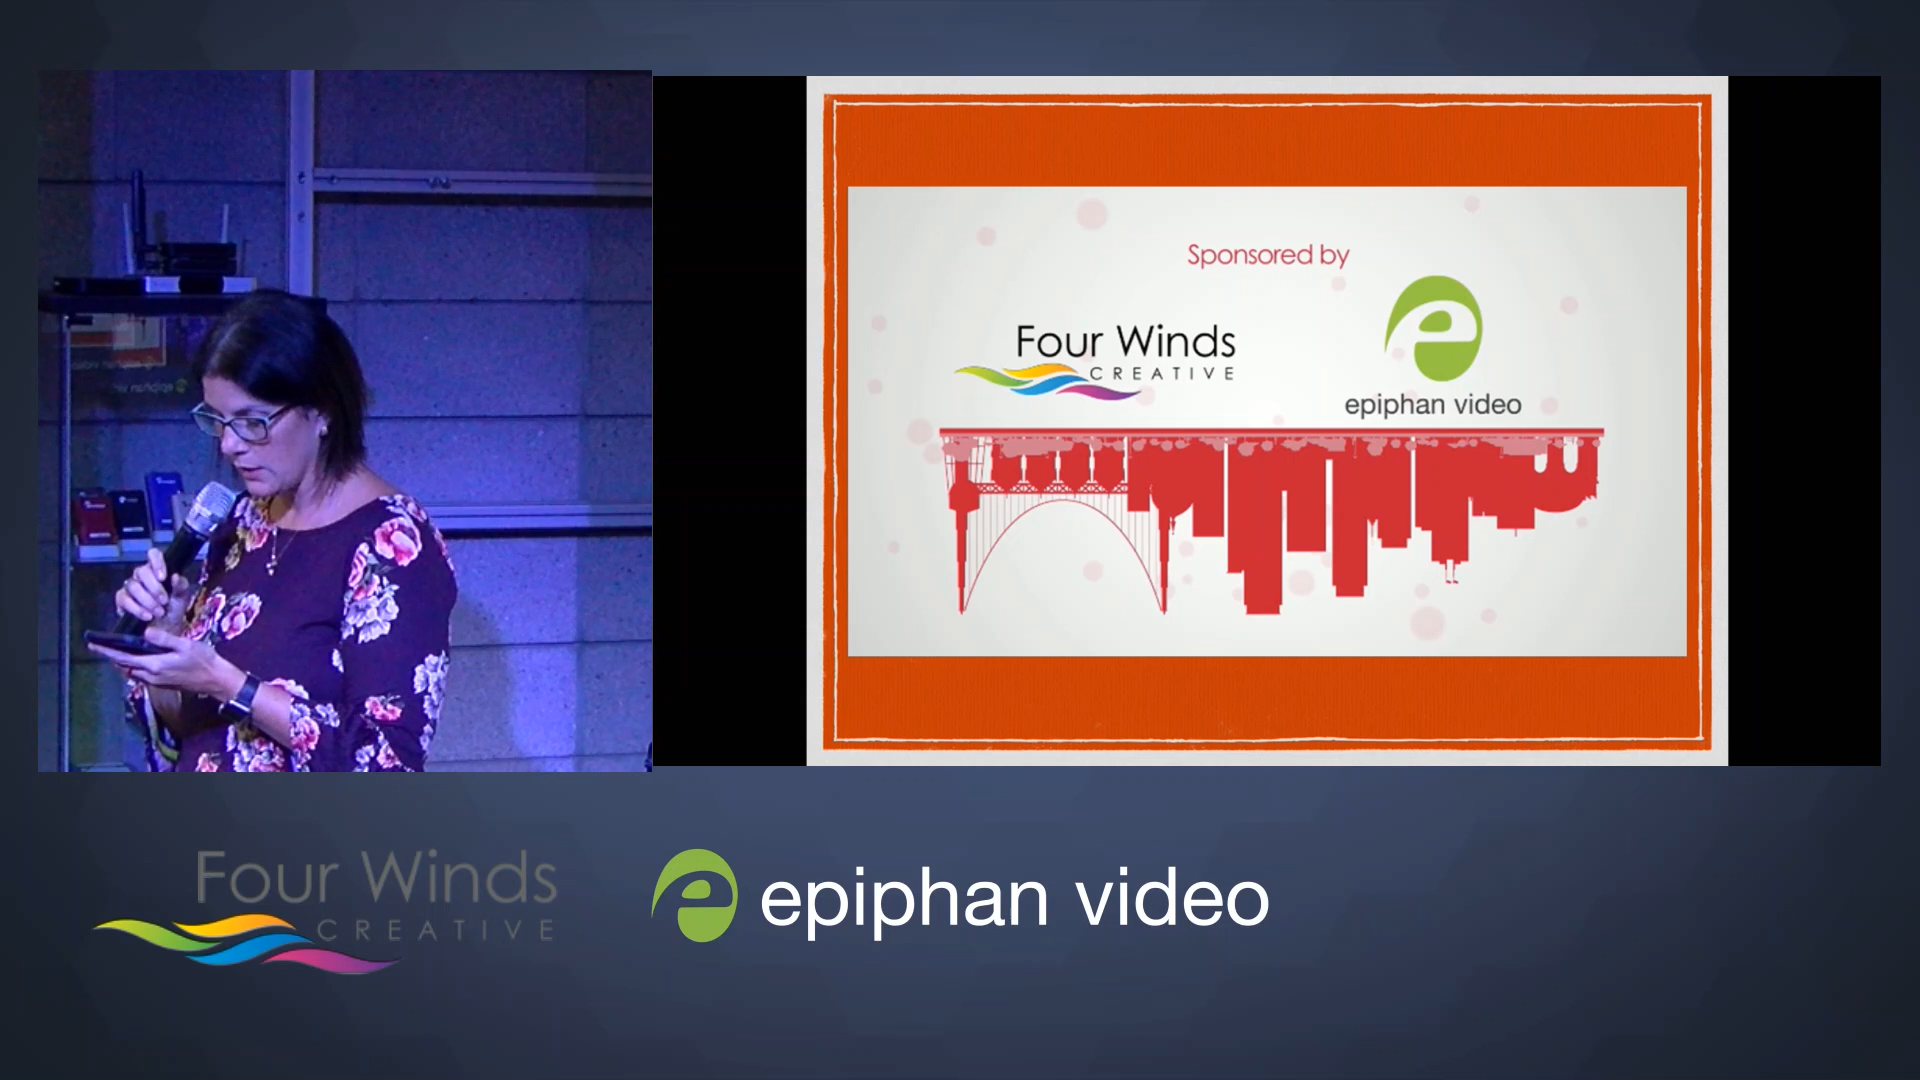 Sponsored by
Four Winds
CREATIVE
epiphan video
Four Winds
CREATIVE
epiphan video